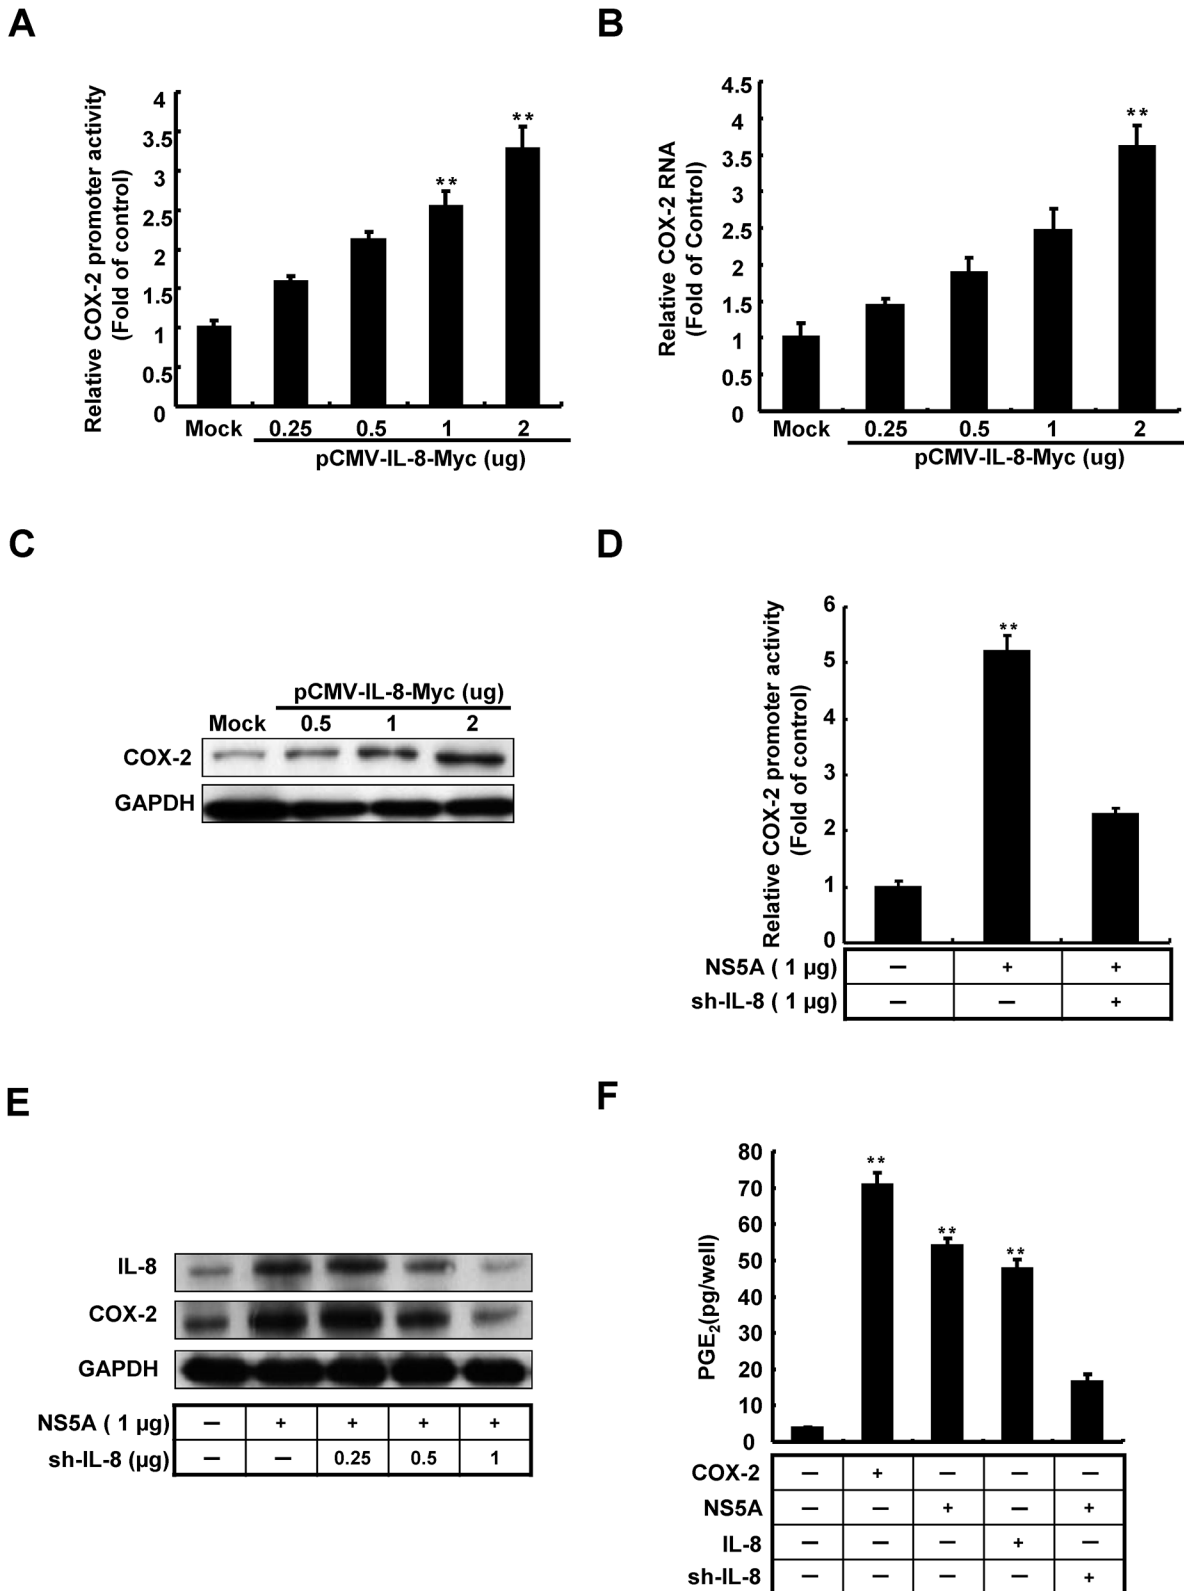 A
Relative COX-2 promoter activity
(Fold of control)
4
3.5
3
2.5
2
1.5
1
0.5
0
**
**
Mock 0.25 0.5 1 2
pCMV-IL-8-Myc (ug)
B
Relative COX-2 RNA
(Fold of Control)
4.5
4
3.5
3
2.5
2
1.5
1
0.5
0
**
Mock 0.25 0.5 1 2
pCMV-IL-8-Myc (ug)
C
pCMV-IL-8-Myc (ug)
Mock 0.5 1 2
COX-2
GAPDH
D
Relative COX-2 promoter activity
(Fold of control)
6
5
4
3
2
1
0
**
NS5A ( 1 µg) — + +
sh-IL-8 ( 1 µg) — — +
E
IL-8
COX-2
GAPDH
NS5A ( 1 µg) — + + + +
sh-IL-8 (µg) — — 0.25 0.5 1
F
PGE₂(pg/well)
80
70
60
50
40
30
20
10
0
**
**
**
COX-2 — + — — —
NS5A — — + — +
IL-8 — — — + —
sh-IL-8 — — — — +